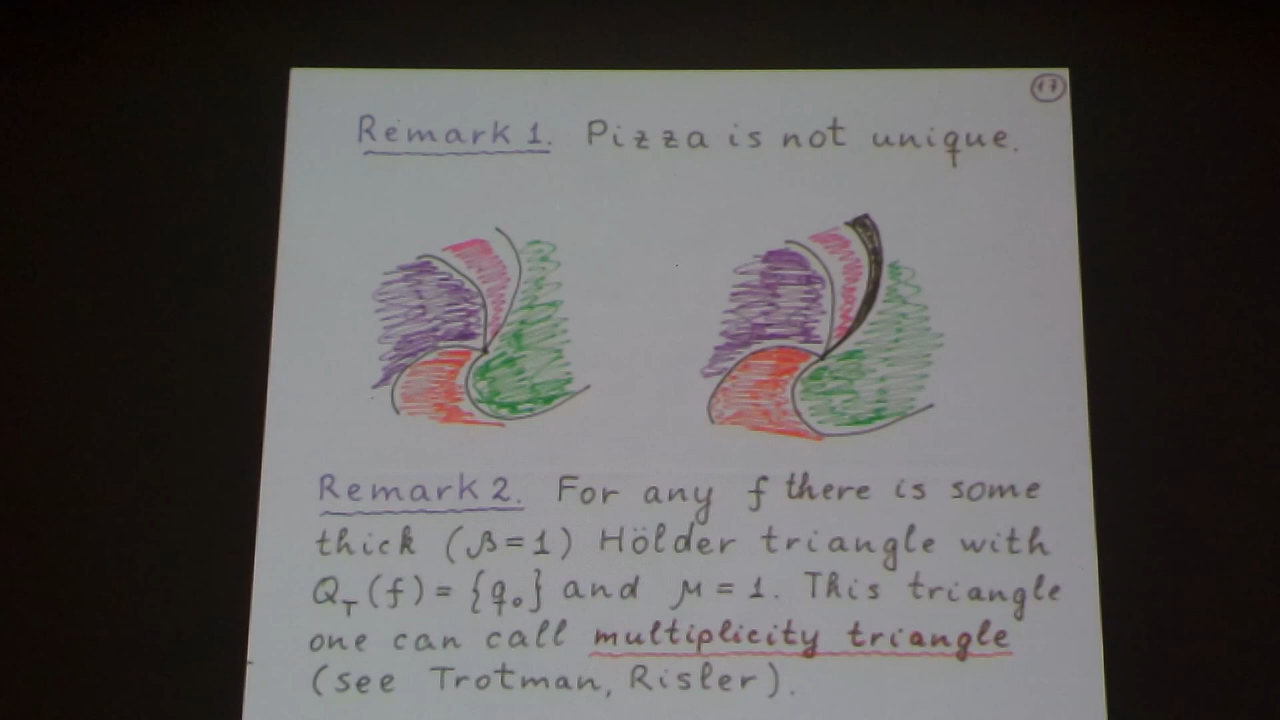 17
Remark 1. Pizza is not unique.
Remark 2. For any f there is some
thick (β=1) Hölder triangle with
Q_T(f) = {q₀} and μ = 1. This triangle
one can call multiplicity triangle
(see Trotman, Risler).